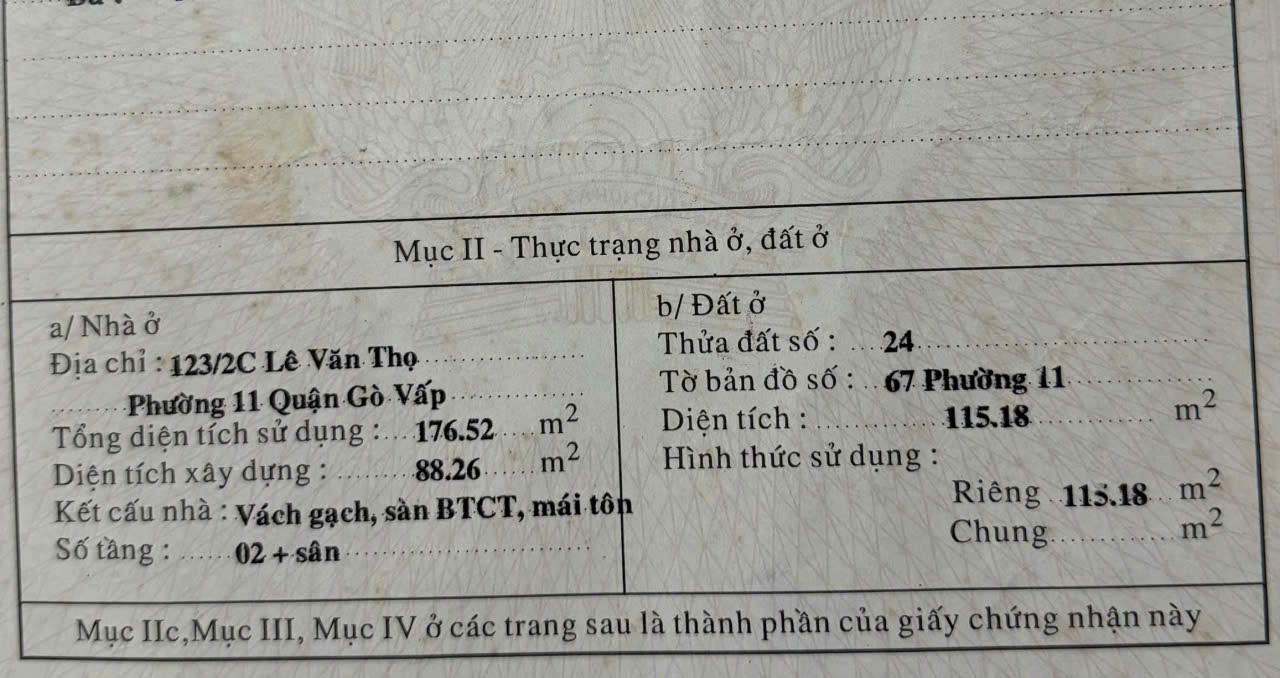 Mục II - Thực trạng nhà ở, đất ở
a/ Nhà ở
Địa chỉ : 123/2C Lê Văn Thọ
Phường 11 Quận Gò Vấp
Tổng diện tích sử dụng : 176.52 m²
Diện tích xây dựng : 88.26 m²
Kết cấu nhà : Vách gạch, sàn BTCT, mái tôn
Số tầng : 02 + sân
b/ Đất ở
Thửa đất số : 24
Tờ bản đồ số : 67 Phường 11
Diện tích : 115.18 m²
Hình thức sử dụng :
Riêng 115.18 m²
Chung m²
Mục IIc,Mục III, Mục IV ở các trang sau là thành phần của giấy chứng nhận này